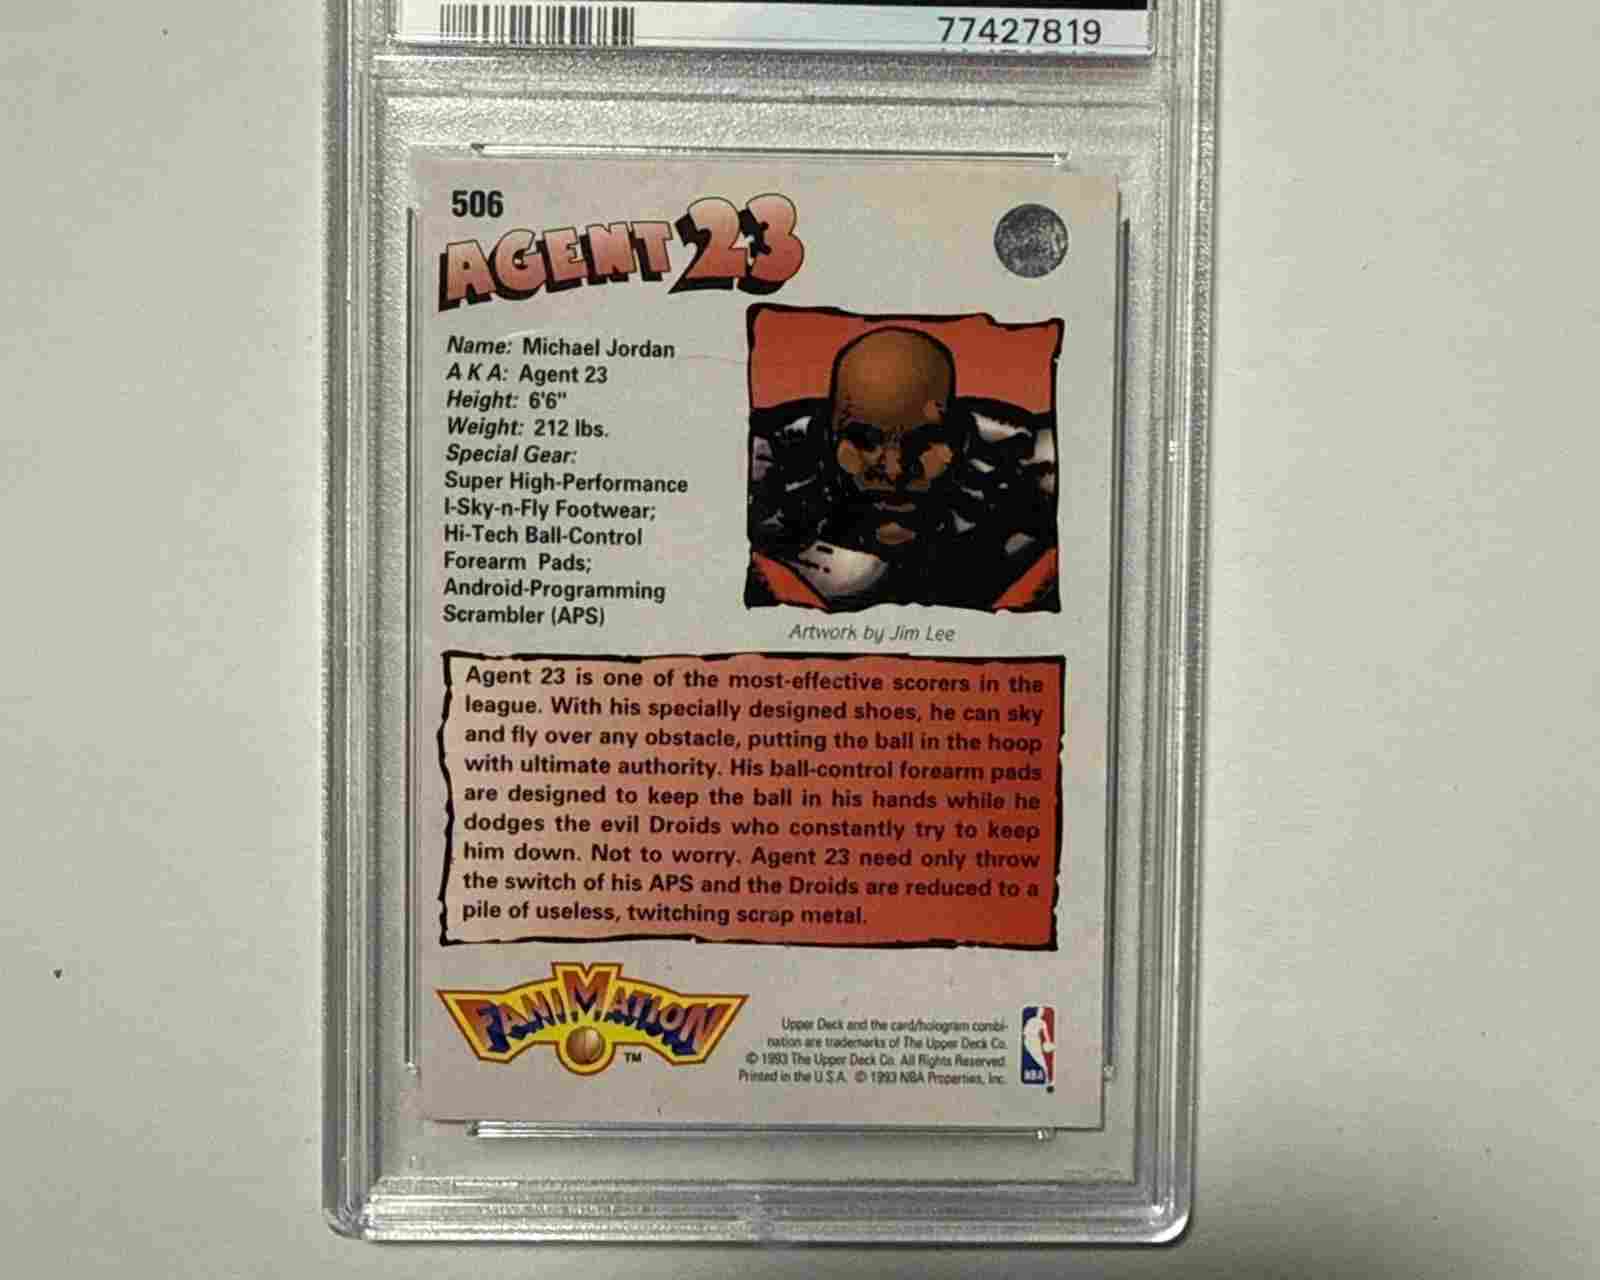 77427819
506
AGENT 23
Name: Michael Jordan
A K A: Agent 23
Height: 6'6"
Weight: 212 lbs.
Special Gear:
Super High-Performance
I-Sky-n-Fly Footwear;
Hi-Tech Ball-Control
Forearm Pads;
Android-Programming
Scrambler (APS)
Artwork by Jim Lee
Agent 23 is one of the most-effective scorers in the
league. With his specially designed shoes, he can sky
and fly over any obstacle, putting the ball in the hoop
with ultimate authority. His ball-control forearm pads
are designed to keep the ball in his hands while he
dodges the evil Droids who constantly try to keep
him down. Not to worry. Agent 23 need only throw
the switch of his APS and the Droids are reduced to a
pile of useless, twitching scrap metal.
FANIMATION
TM
Upper Deck and the card/hologram combi-
nation are trademarks of The Upper Deck Co.
© 1993 The Upper Deck Co. All Rights Reserved.
Printed in the U.S.A. © 1993 NBA Properties, Inc.
NBA